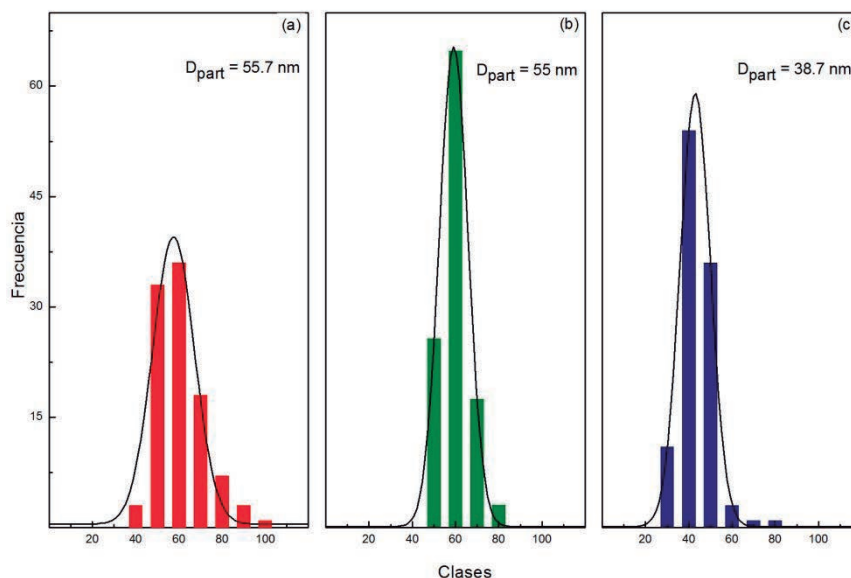 (a)
D_part = 55.7 nm
(b)
D_part = 55 nm
(c
D_part = 38.7 nm
Frecuencia
60
45
30
15
20 40 60 80 100
20 40 60 80 100
20 40 60 80 100
Clases